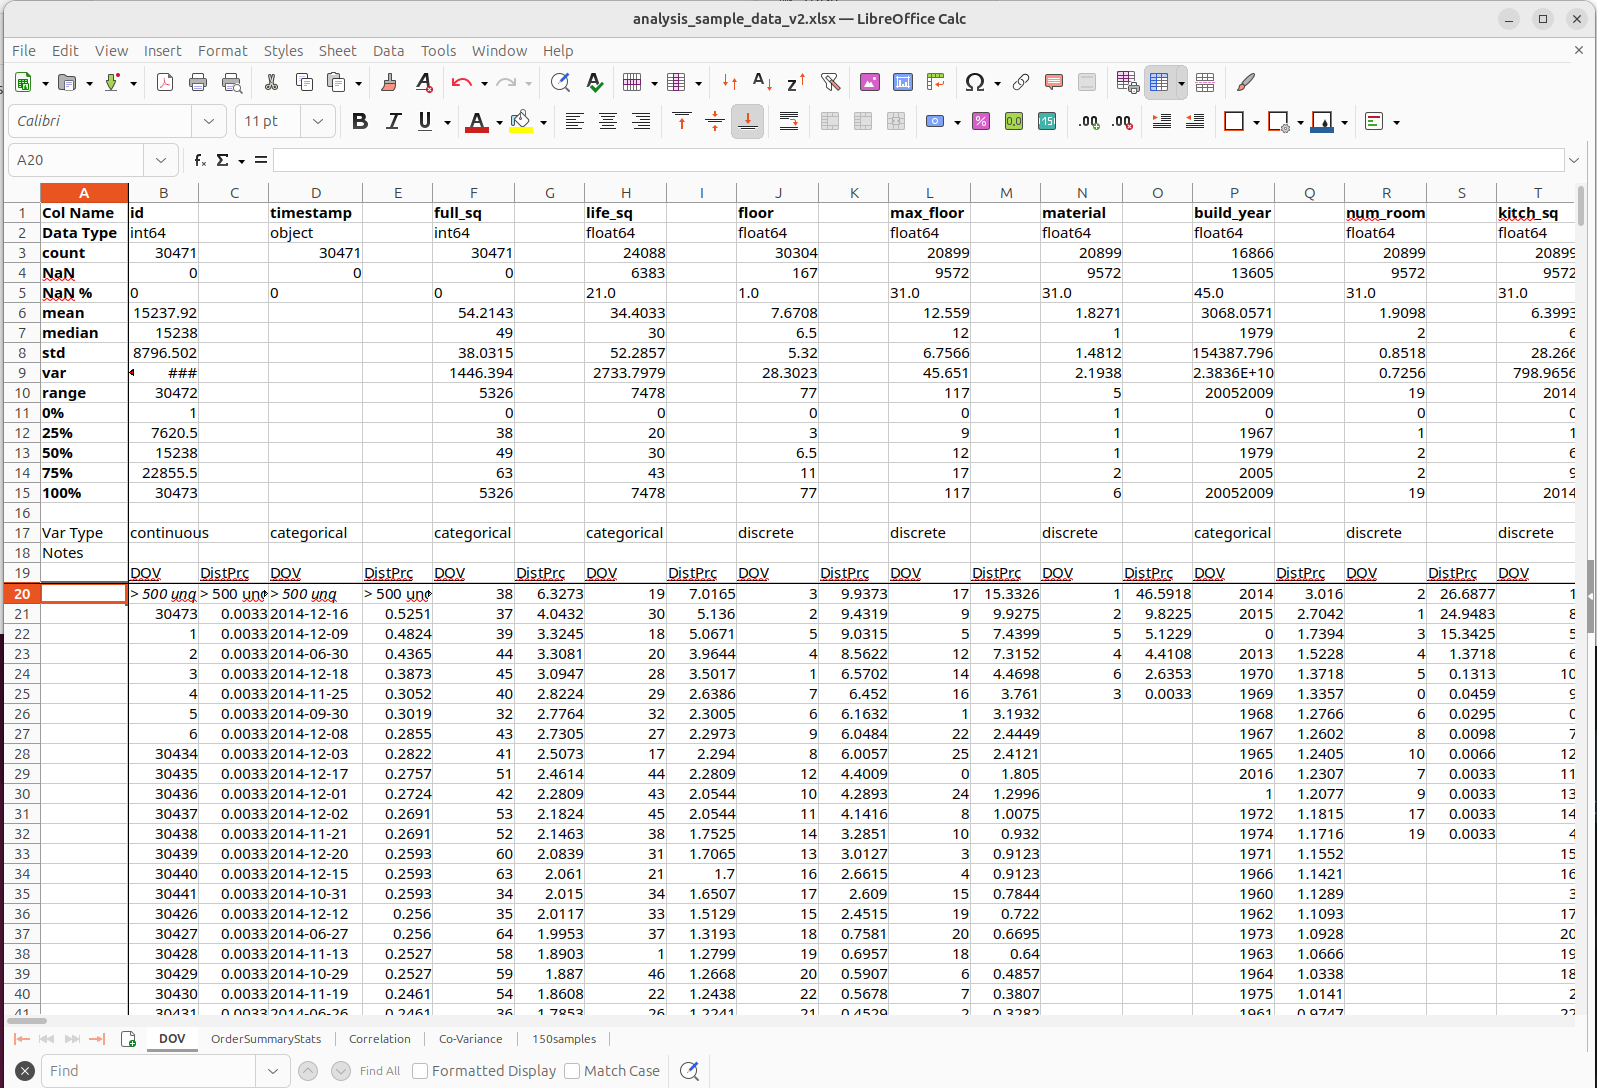 analysis_sample_data_v2.xlsx — LibreOffice Calc
File Edit View Insert Format Styles Sheet Data Tools Window Help
Calibri 11 pt
A20
A B C D E F G H I J K L M N O P Q R S T
1 Col Name id timestamp full_sq life_sq floor max_floor material build_year num_room kitch_sq
2 Data Type int64 object int64 float64 float64 float64 float64 float64 float64 float64
3 count 30471 30471 30471 24088 30304 20899 20899 16866 20899 20899
4 NaN 0 0 0 6383 167 9572 9572 13605 9572 9572
5 NaN % 0 0 0 21.0 1.0 31.0 31.0 45.0 31.0 31.0
6 mean 15237.92 54.2143 34.4033 7.6708 12.559 1.8271 3068.0571 1.9098 6.3993
7 median 15238 49 30 6.5 12 1 1979 2 6
8 std 8796.502 38.0315 52.2857 5.32 6.7566 1.4812 154387.796 0.8518 28.266
9 var ### 1446.394 2733.7979 28.3023 45.651 2.1938 2.3836E+10 0.7256 798.9656
10 range 30472 5326 7478 77 117 5 20052009 19 2014
11 0% 1 0 0 0 0 1 0 0 0
12 25% 7620.5 38 20 3 9 1 1967 1 1
13 50% 15238 49 30 6.5 12 1 1979 2 6
14 75% 22855.5 63 43 11 17 2 2005 2 9
15 100% 30473 5326 7478 77 117 6 20052009 19 2014
16
17 Var Type continuous categorical categorical categorical discrete discrete discrete categorical discrete discrete
18 Notes
19 DOV DistPrc DOV DistPrc DOV DistPrc DOV DistPrc DOV DistPrc DOV DistPrc DOV DistPrc DOV DistPrc DOV DistPrc DOV
20 > 500 unq > 500 unq > 500 unq > 500 unq 38 6.3273 19 7.0165 3 9.9373 17 15.3326 1 46.5918 2014 3.016 2 26.6877 1
21 30473 0.0033 2014-12-16 0.5251 37 4.0432 30 5.136 2 9.4319 9 9.9275 2 9.8225 2015 2.7042 1 24.9483 8
22 1 0.0033 2014-12-09 0.4824 39 3.3245 18 5.0671 5 9.0315 5 7.4399 5 5.1229 0 1.7394 3 15.3425 5
23 2 0.0033 2014-06-30 0.4365 44 3.3081 20 3.9644 4 8.5622 12 7.3152 4 4.4108 2013 1.5228 4 1.3718 6
24 3 0.0033 2014-12-18 0.3873 45 3.0947 28 3.5017 1 6.5702 14 4.4698 6 2.6353 1970 1.3718 5 0.1313 10
25 4 0.0033 2014-11-25 0.3052 40 2.8224 29 2.6386 7 6.452 16 3.761 3 0.0033 1969 1.3357 0 0.0459 9
26 5 0.0033 2014-09-30 0.3019 32 2.7764 32 2.3005 6 6.1632 1 3.1932 1968 1.2766 6 0.0295 0
27 6 0.0033 2014-12-08 0.2855 43 2.7305 27 2.2973 9 6.0484 22 2.4449 1967 1.2602 8 0.0098 7
28 30434 0.0033 2014-12-03 0.2822 41 2.5073 17 2.294 8 6.0057 25 2.4121 1965 1.2405 10 0.0066 12
29 30435 0.0033 2014-12-17 0.2757 51 2.4614 44 2.2809 12 4.4009 0 1.805 2016 1.2307 7 0.0033 11
30 30436 0.0033 2014-12-01 0.2724 42 2.2809 43 2.0544 10 4.2893 24 1.2996 1 1.2077 9 0.0033 13
31 30437 0.0033 2014-12-02 0.2691 53 2.1824 45 2.0544 11 4.1416 8 1.0075 1972 1.1815 17 0.0033 14
32 30438 0.0033 2014-11-21 0.2691 52 2.1463 38 1.7525 14 3.2851 10 0.932 1974 1.1716 19 0.0033 4
33 30439 0.0033 2014-12-20 0.2593 60 2.0839 31 1.7065 13 3.0127 3 0.9123 1971 1.1552 15
34 30440 0.0033 2014-12-15 0.2593 63 2.061 21 1.7 16 2.6615 4 0.9123 1966 1.1421 16
35 30441 0.0033 2014-10-31 0.2593 34 2.015 34 1.6507 17 2.609 15 0.7844 1960 1.1289 3
36 30426 0.0033 2014-12-12 0.256 35 2.0117 33 1.5129 15 2.4515 19 0.722 1962 1.1093 17
37 30427 0.0033 2014-06-27 0.256 64 1.9953 37 1.3193 18 0.7581 20 0.6695 1973 1.0928 20
38 30428 0.0033 2014-11-13 0.2527 58 1.8903 1 1.2799 19 0.6957 18 0.64 1963 1.0666 19
39 30429 0.0033 2014-10-29 0.2527 59 1.887 46 1.2668 20 0.5907 6 0.4857 1964 1.0338 18
40 30430 0.0033 2014-11-19 0.2461 54 1.8608 22 1.2438 22 0.5678 7 0.3807 1975 1.0141 2
41 30431 0.0033 2014-06-26 0.2461 36 1.7853 26 1.2241 21 0.4529 2 0.3282 1961 0.9747 22
DOV OrderSummaryStats Correlation Co-Variance 150samples
Find Find All Formatted Display Match Case